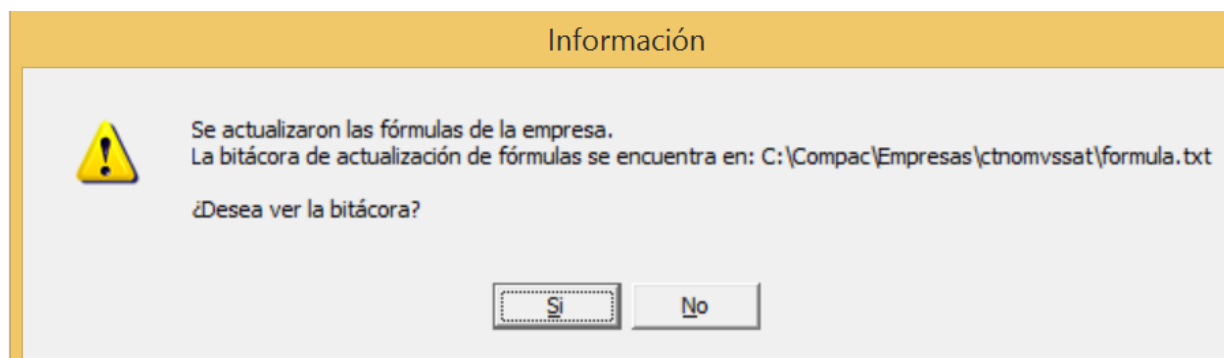 Información
Se actualizaron las fórmulas de la empresa.
La bitácora de actualización de fórmulas se encuentra en: C:\Compac\Empresas\ctnomvssat\formula.txt
¿Desea ver la bitácora?
Si
No